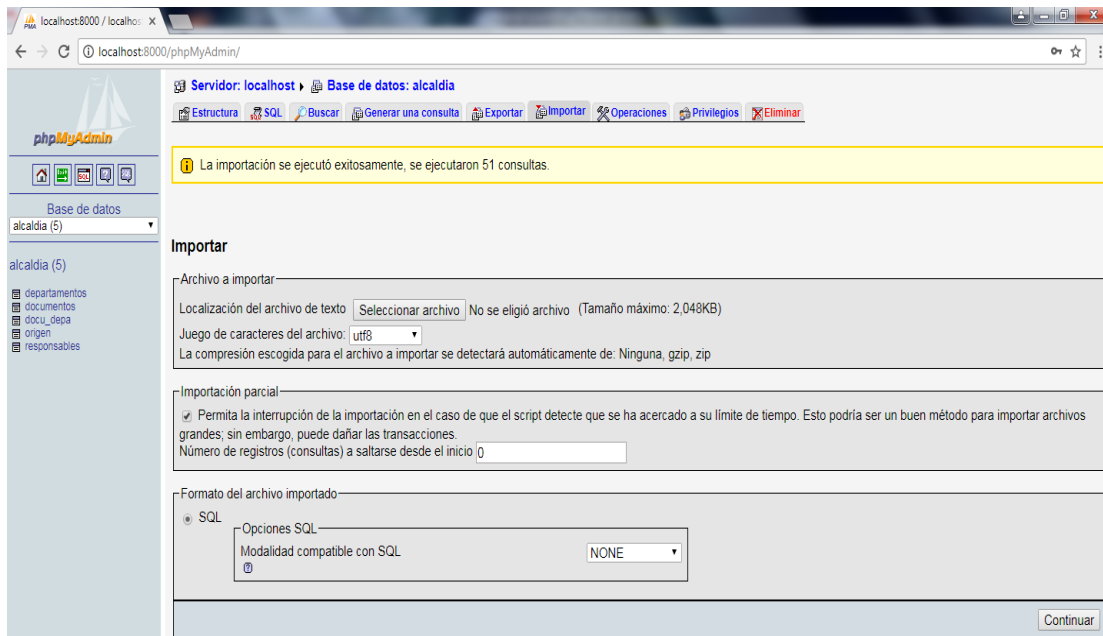 localhost:8000 / localhos
localhost:8000/phpMyAdmin/
phpMyAdmin
Base de datos
alcaldia (5)
alcaldia (5)
departamentos
documentos
docu_depa
origen
responsables
Servidor: localhost ▸ Base de datos: alcaldia
Estructura SQL Buscar Generar una consulta Exportar Importar Operaciones Privilegios Eliminar
La importación se ejecutó exitosamente, se ejecutaron 51 consultas.
Importar
Archivo a importar
Localización del archivo de texto Seleccionar archivo No se eligió archivo (Tamaño máximo: 2,048KB)
Juego de caracteres del archivo: utf8
La compresión escogida para el archivo a importar se detectará automáticamente de: Ninguna, gzip, zip
Importación parcial
Permita la interrupción de la importación en el caso de que el script detecte que se ha acercado a su límite de tiempo. Esto podría ser un buen método para importar archivos
grandes; sin embargo, puede dañar las transacciones.
Número de registros (consultas) a saltarse desde el inicio 0
Formato del archivo importado
SQL
Opciones SQL
Modalidad compatible con SQL NONE
Continuar